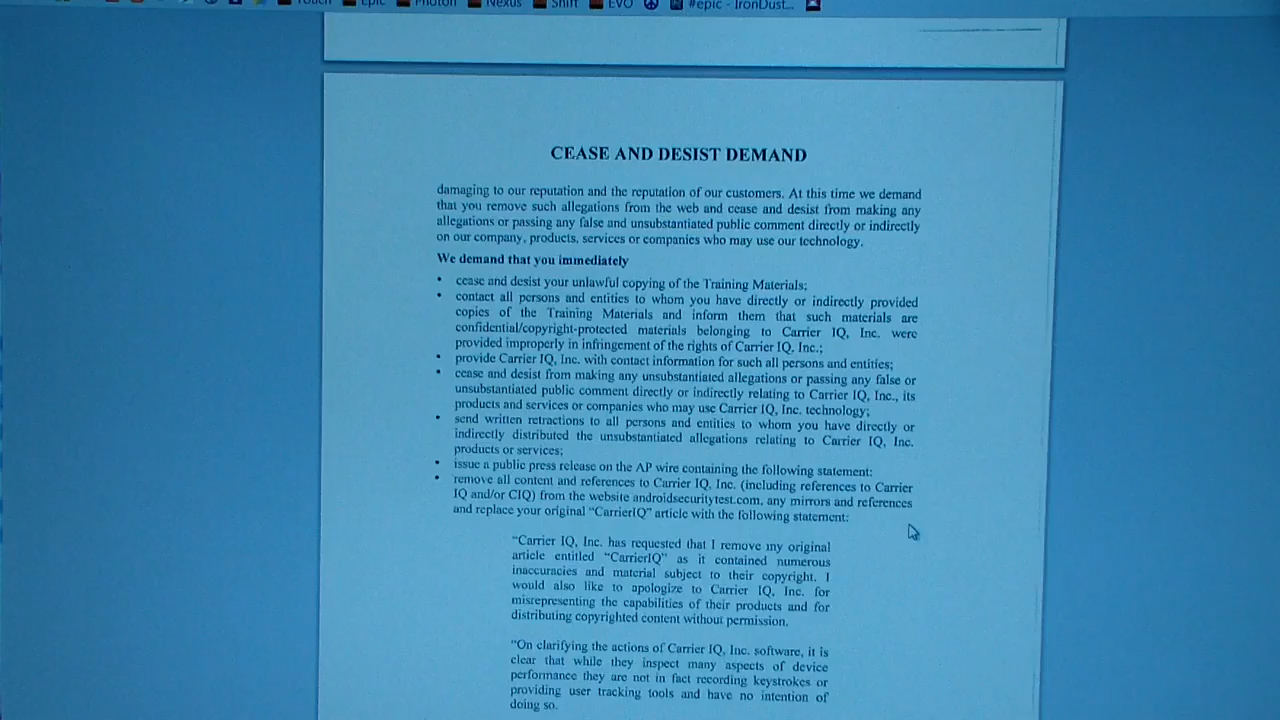 Touch Epic Photon Nexus Shift EVO #epic - IronDust...
CEASE AND DESIST DEMAND
damaging to our reputation and the reputation of our customers. At this time we demand
that you remove such allegations from the web and cease and desist from making any
allegations or passing any false and unsubstantiated public comment directly or indirectly
on our company, products, services or companies who may use our technology.
We demand that you immediately
• cease and desist your unlawful copying of the Training Materials;
• contact all persons and entities to whom you have directly or indirectly provided
copies of the Training Materials and inform them that such materials are
confidential/copyright-protected materials belonging to Carrier IQ, Inc. were
provided improperly in infringement of the rights of Carrier IQ, Inc.;
• provide Carrier IQ, Inc. with contact information for such all persons and entities;
• cease and desist from making any unsubstantiated allegations or passing any false or
unsubstantiated public comment directly or indirectly relating to Carrier IQ, Inc., its
products and services or companies who may use Carrier IQ, Inc. technology;
• send written retractions to all persons and entities to whom you have directly or
indirectly distributed the unsubstantiated allegations relating to Carrier IQ, Inc.
products or services;
• issue a public press release on the AP wire containing the following statement:
• remove all content and references to Carrier IQ, Inc. (including references to Carrier
IQ and/or CIQ) from the website androidsecuritytest.com, any mirrors and references
and replace your original “CarrierIQ” article with the following statement:
“Carrier IQ, Inc. has requested that I remove my original
article entitled “CarrierIQ” as it contained numerous
inaccuracies and material subject to their copyright. I
would also like to apologize to Carrier IQ, Inc. for
misrepresenting the capabilities of their products and for
distributing copyrighted content without permission.
“On clarifying the actions of Carrier IQ, Inc. software, it is
clear that while they inspect many aspects of device
performance they are not in fact recording keystrokes or
providing user tracking tools and have no intention of
doing so.